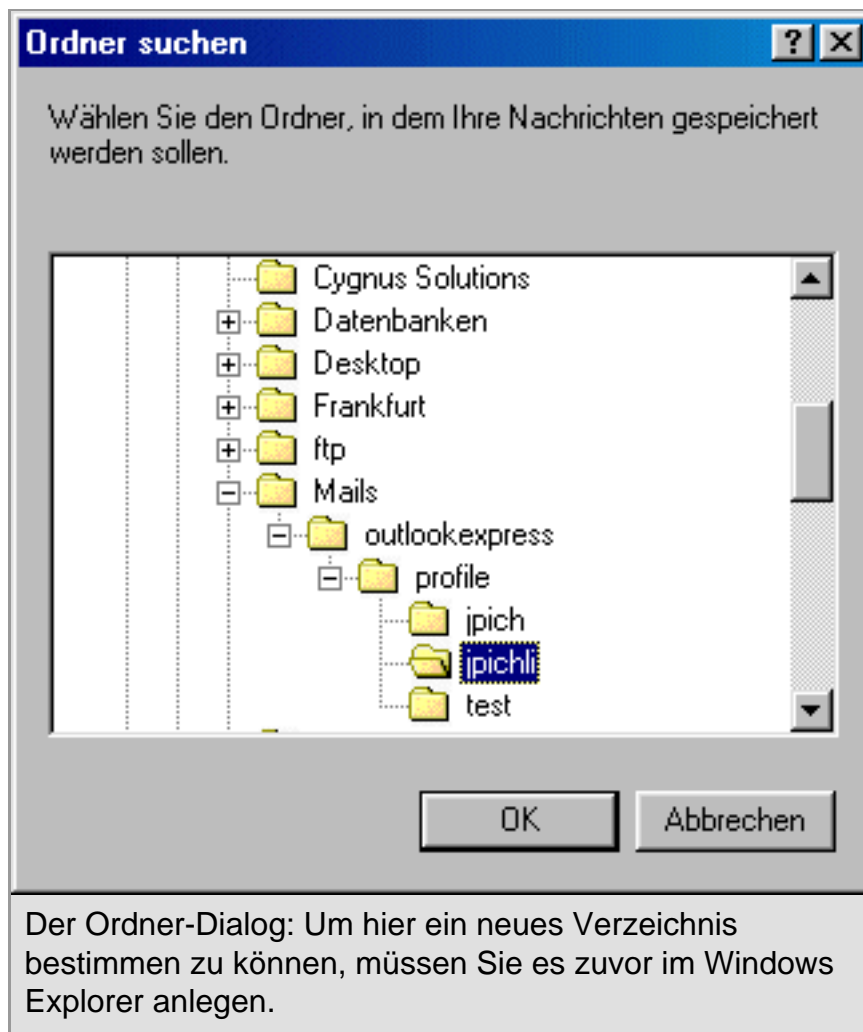 Ordner suchen
Wählen Sie den Ordner, in dem Ihre Nachrichten gespeichert
werden sollen.
Cygnus Solutions
Datenbanken
Desktop
Frankfurt
ftp
Mails
outlookexpress
profile
jpich
jpichli
test
OK Abbrechen
Der Ordner-Dialog: Um hier ein neues Verzeichnis
bestimmen zu können, müssen Sie es zuvor im Windows
Explorer anlegen.